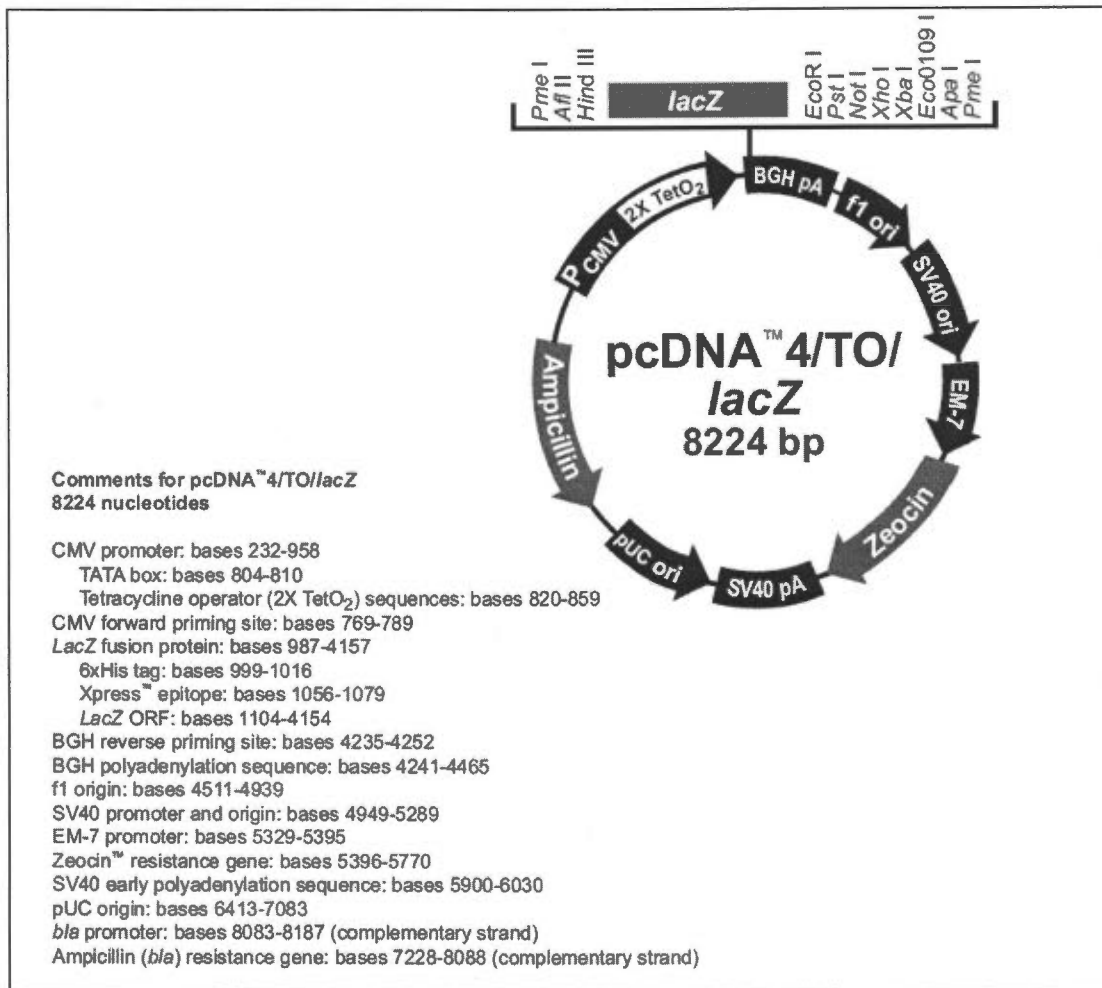 Pme I
Afl II
Hind III
lacZ
EcoR I
Pst I
Not I
Xho I
Xba I
Eco0109 I
Apa I
Pme I
P CMV
2X TetO₂
BGH pA
f1 ori
SV40 ori
EM-7
Zeocin
SV40 pA
pUC ori
Ampicillin
pcDNA™4/TO/
lacZ
8224 bp
Comments for pcDNA™4/TO/lacZ
8224 nucleotides
CMV promoter: bases 232-958
TATA box: bases 804-810
Tetracycline operator (2X TetO₂) sequences: bases 820-859
CMV forward priming site: bases 769-789
LacZ fusion protein: bases 987-4157
6xHis tag: bases 999-1016
Xpress™ epitope: bases 1056-1079
LacZ ORF: bases 1104-4154
BGH reverse priming site: bases 4235-4252
BGH polyadenylation sequence: bases 4241-4465
f1 origin: bases 4511-4939
SV40 promoter and origin: bases 4949-5289
EM-7 promoter: bases 5329-5395
Zeocin™ resistance gene: bases 5396-5770
SV40 early polyadenylation sequence: bases 5900-6030
pUC origin: bases 6413-7083
bla promoter: bases 8083-8187 (complementary strand)
Ampicillin (bla) resistance gene: bases 7228-8088 (complementary strand)